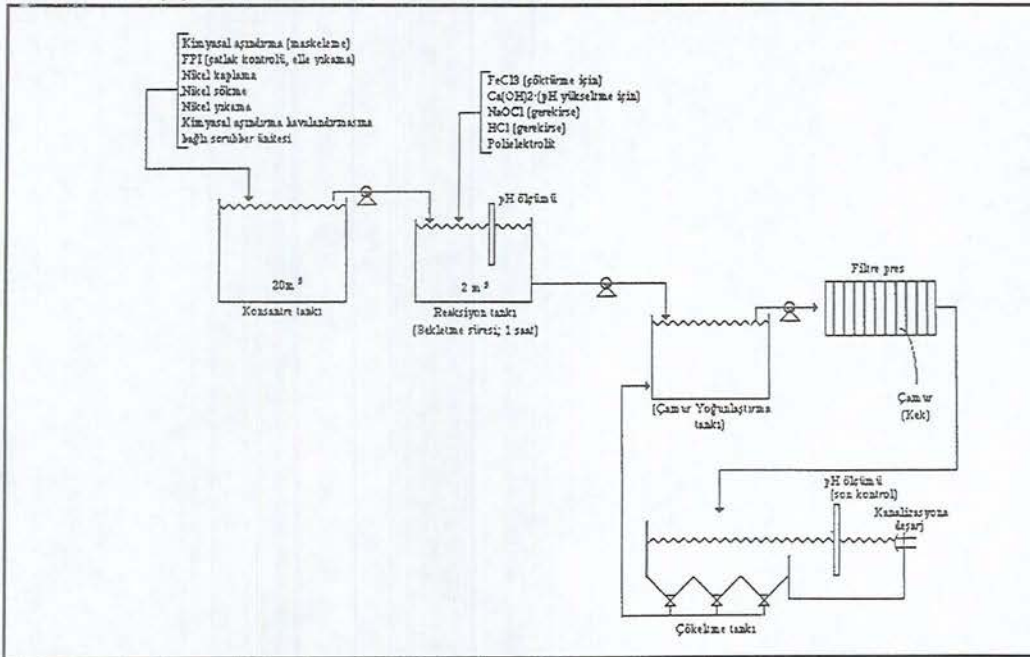 Kimyasal aşındırma (maskeleme)
FPI (çatlak kontrolü, elle yıkama)
Nikel kaplama
Nikel sökme
Nikel yıkama
Kimyasal aşındırma havalandırmasına
bağlı scrubber ünitesi
FeCl3 (çöktürme için)
Ca(OH)2 (pH yükseltme için)
NaOCl (gerekirse)
HCl (gerekirse)
Polielektrolik
pH ölçümü
20m³
Konsantre tankı
2 m³
Reaksiyon tankı
(Bekletme süresi; 1 saat)
Filtre pres
Çamur
(Kek)
(Çamur Yoğunlaştırma
tankı)
pH ölçümü
(son kontrol)
Kanalizasyona
deşarj
Çökelime tankı